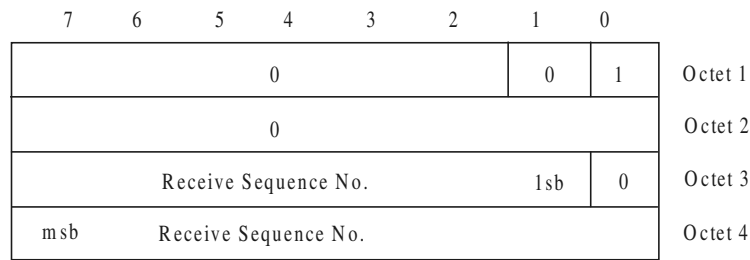 7 6 5 4 3 2 1 0
0 0 1 Octet 1
0 Octet 2
Receive Sequence No. 1sb 0 Octet 3
msb Receive Sequence No. Octet 4